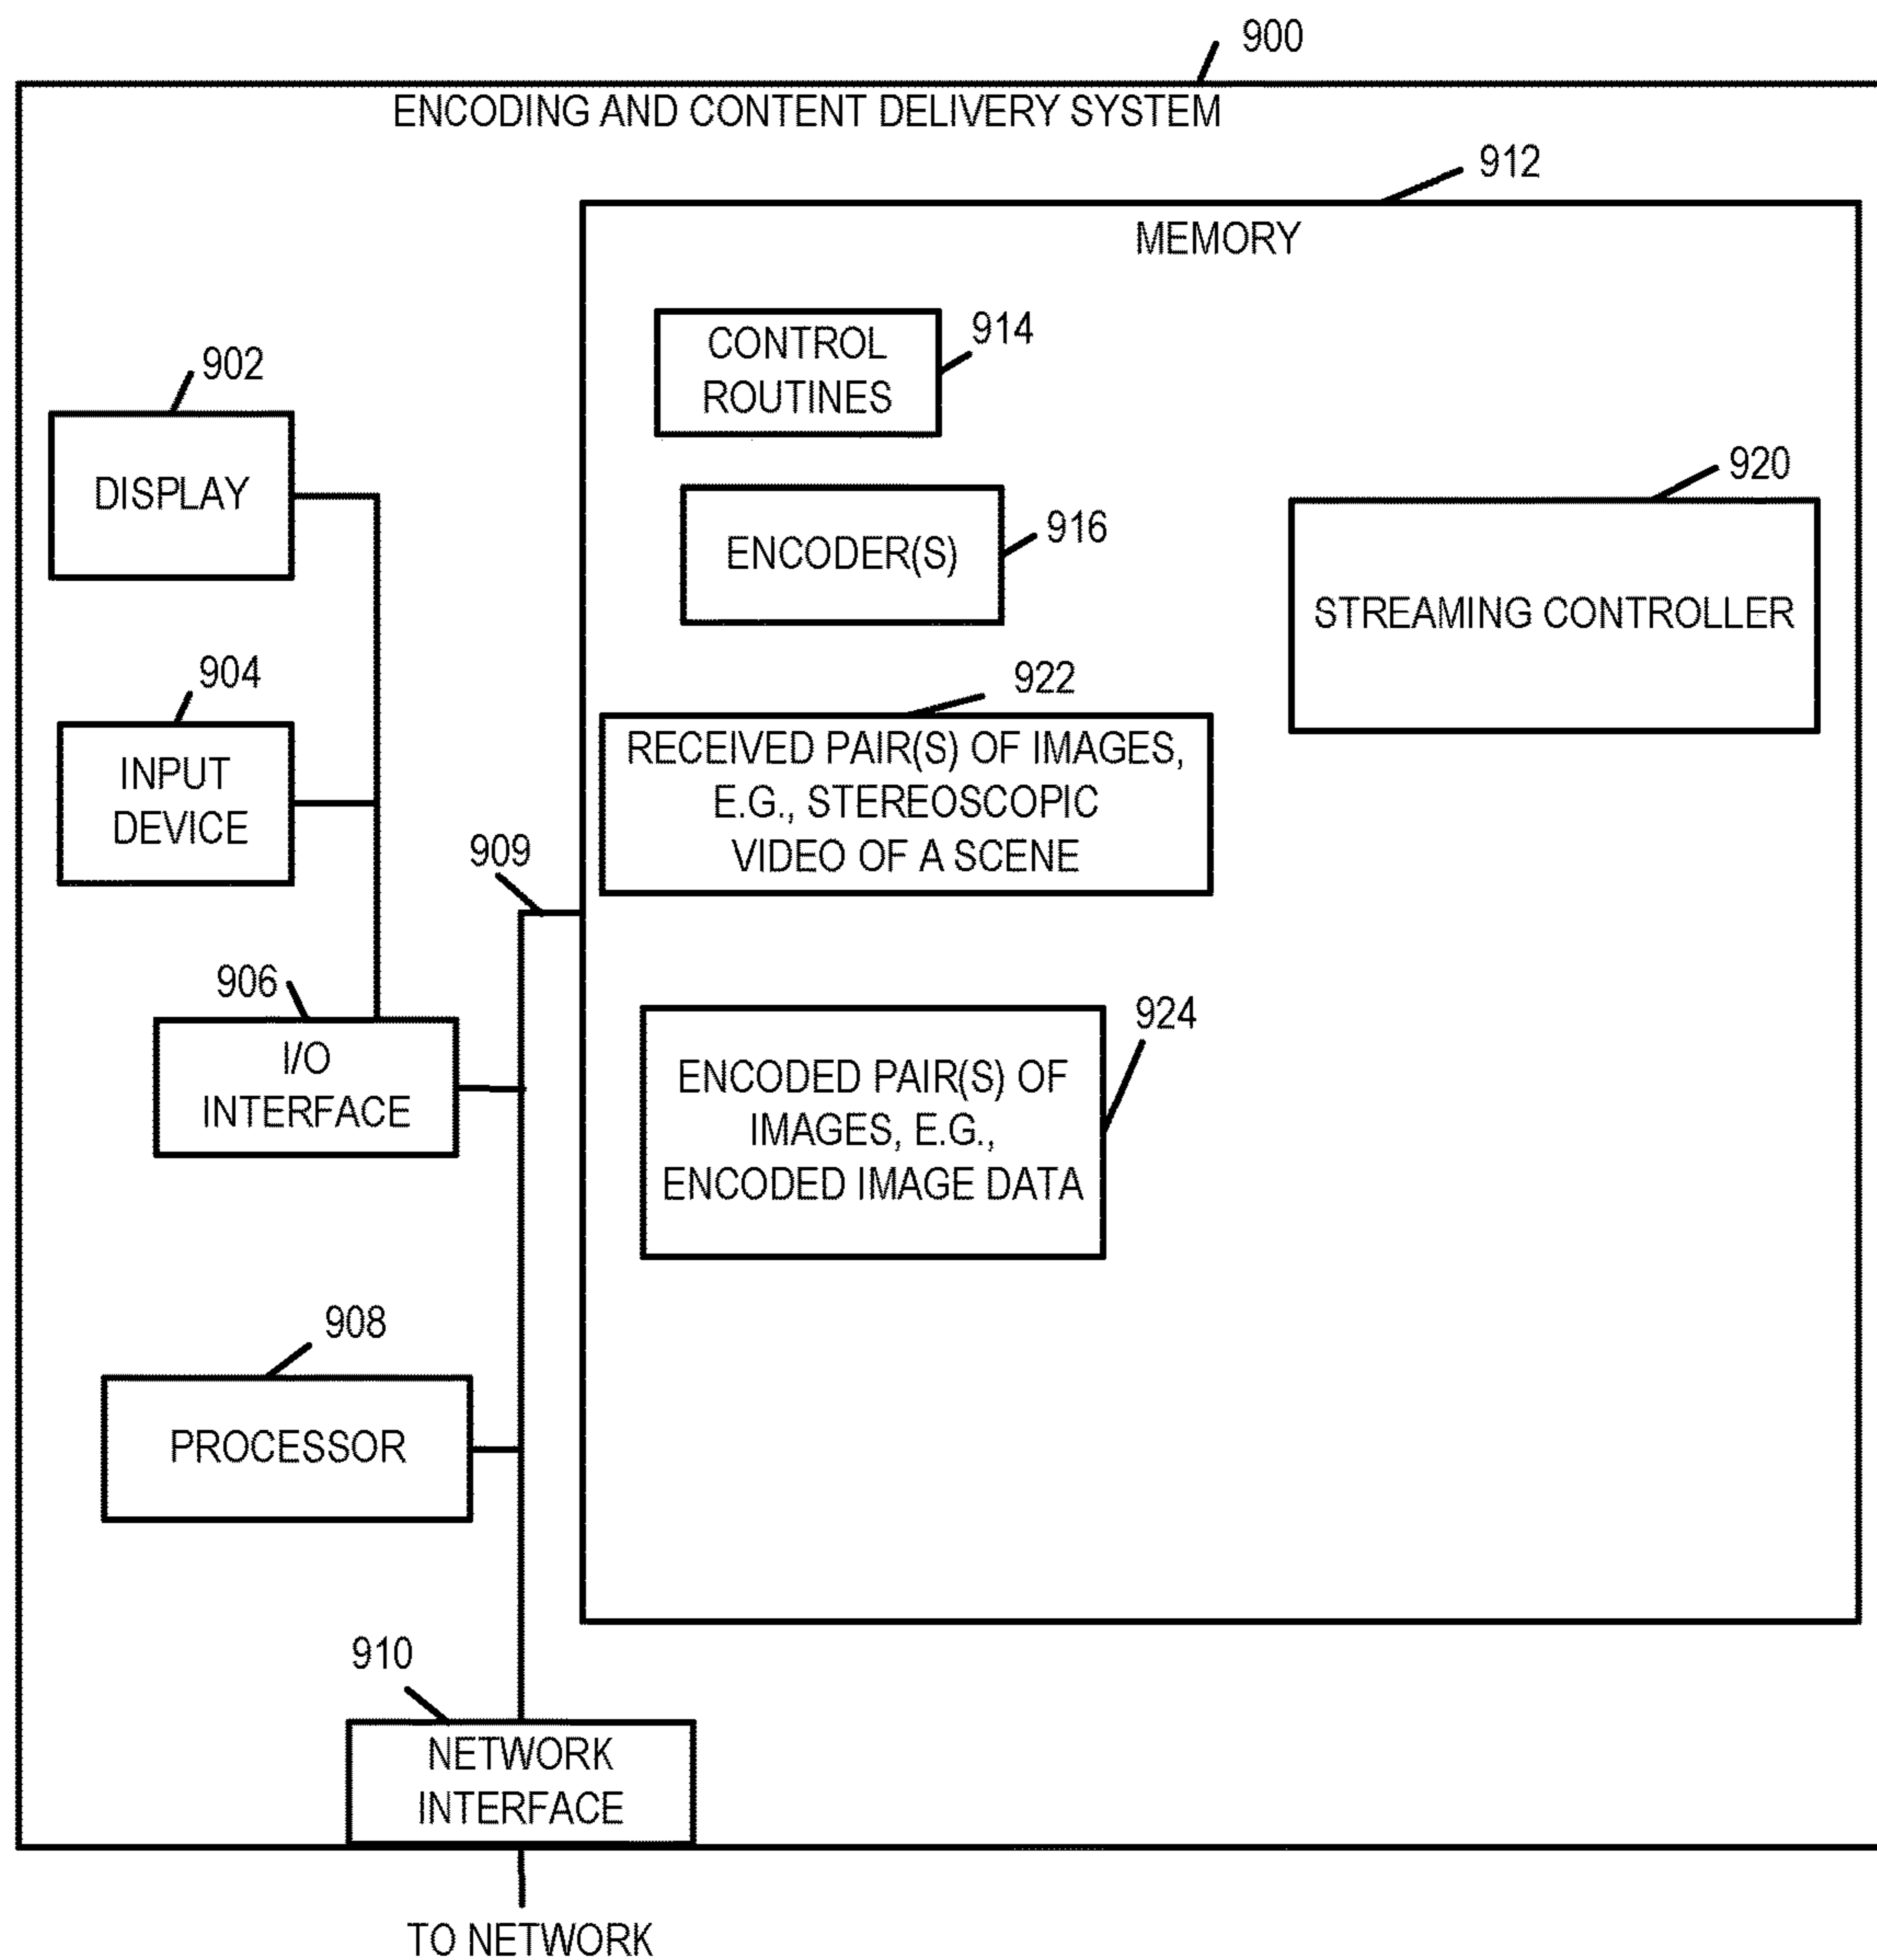 900
ENCODING AND CONTENT DELIVERY SYSTEM
912
MEMORY
914
CONTROL
ROUTINES
902
DISPLAY
920
STREAMING CONTROLLER
916
ENCODER(S)
904
INPUT
DEVICE
922
RECEIVED PAIR(S) OF IMAGES,
E.G., STEREOSCOPIC
VIDEO OF A SCENE
909
906
I/O
INTERFACE
924
ENCODED PAIR(S) OF
IMAGES, E.G.,
ENCODED IMAGE DATA
908
PROCESSOR
910
NETWORK
INTERFACE
TO NETWORK